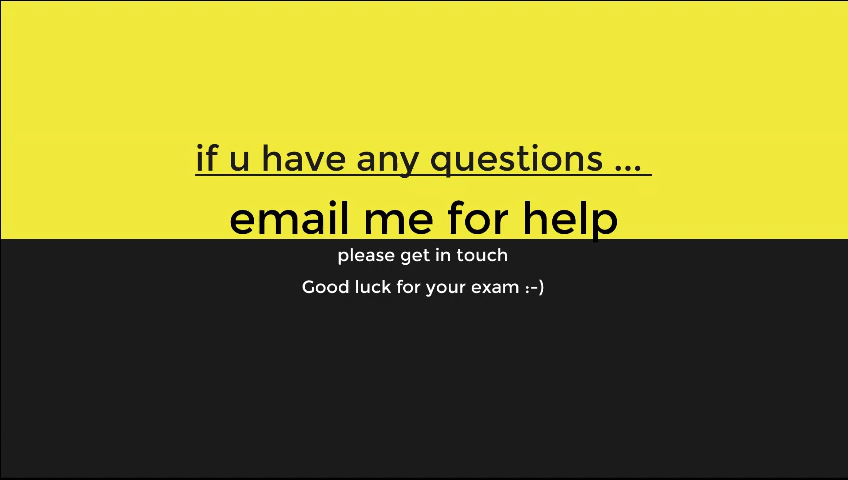 if u have any questions ...
email me for help
please get in touch
Good luck for your exam :-)